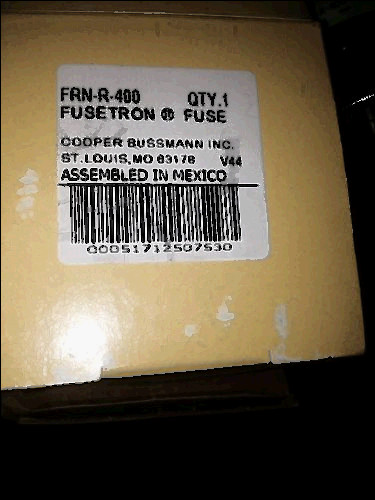 FRN-R-400 QTY.1
FUSETRON ® FUSE
COOPER BUSSMANN INC.
ST.LOUIS,MO 63178 V44
ASSEMBLED IN MEXICO
00051712507530